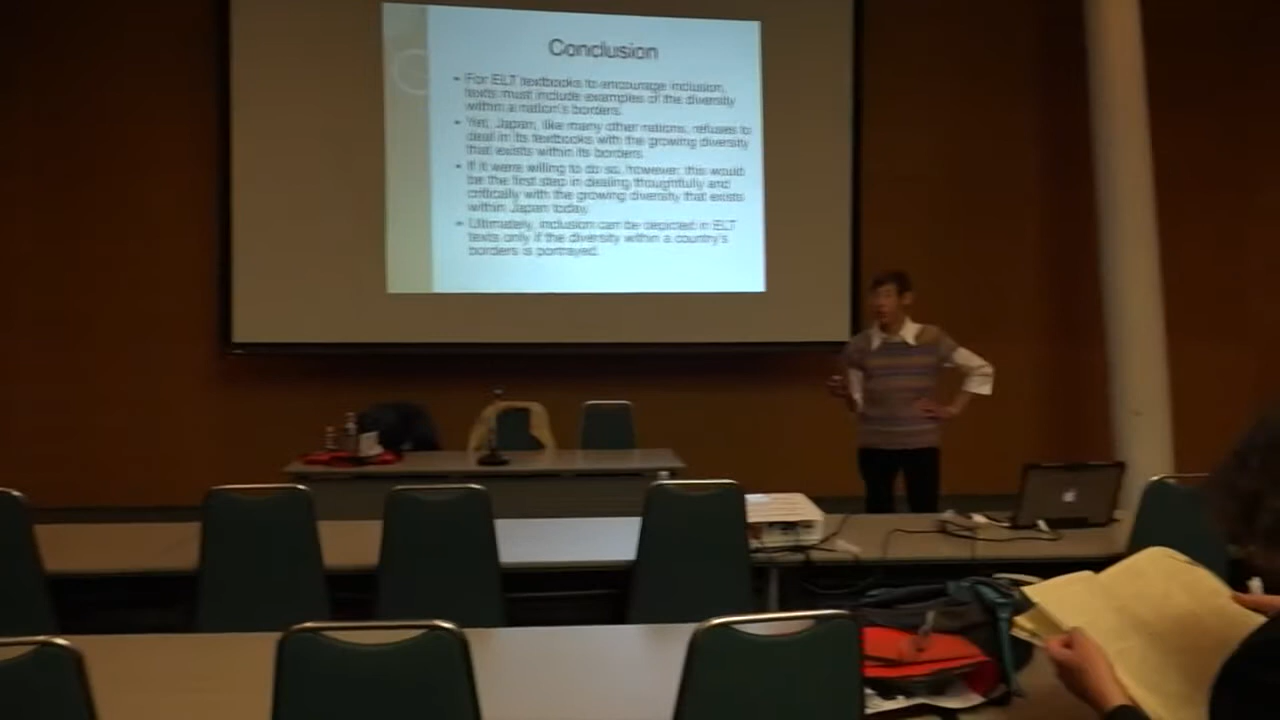 Conclusion
• For ELT textbooks to encourage inclusion,
texts must include examples of the diversity
within a nation's borders.
• Yet, Japan, like many other nations, refuses to
deal in its textbooks with the growing diversity
that exists within its borders.
• If it were willing to do so, however, this would
be the first step in dealing thoughtfully and
critically with the growing diversity that exists
within Japan today.
• Ultimately, inclusion can be depicted in ELT
texts only if the diversity within a country's
borders is portrayed.